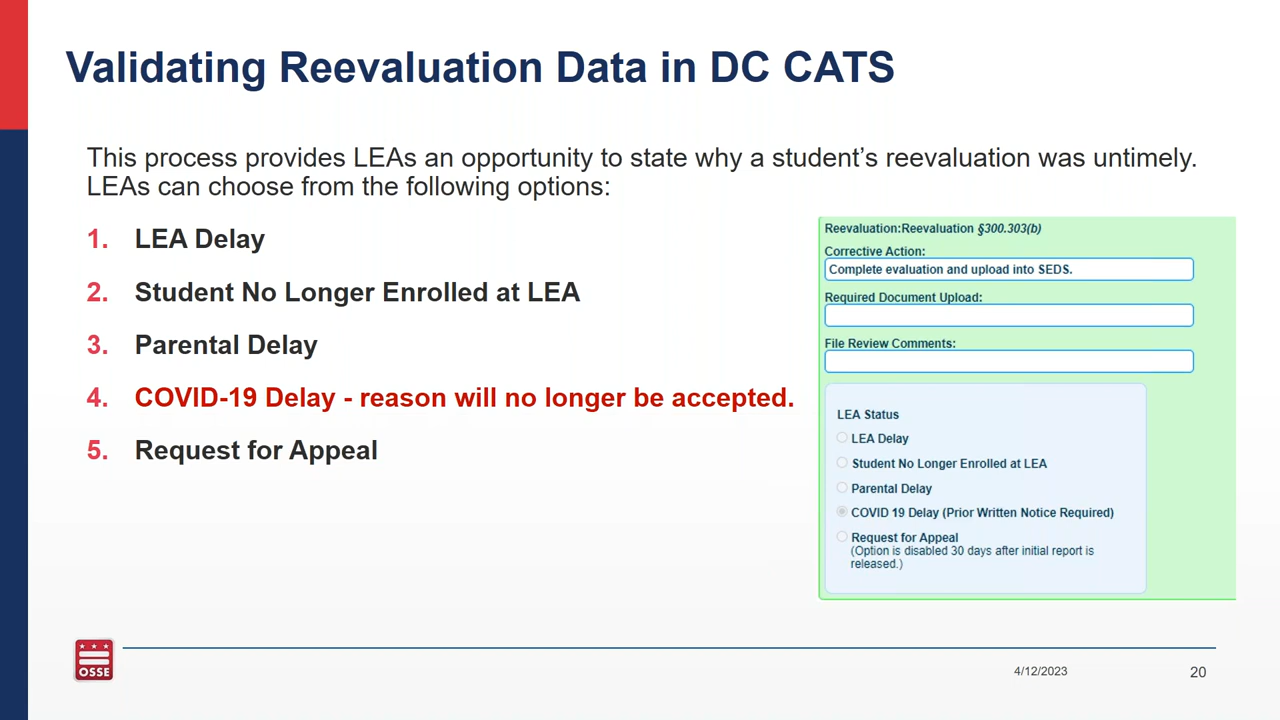 Validating Reevaluation Data in DC CATS
This process provides LEAs an opportunity to state why a student’s reevaluation was untimely.
LEAs can choose from the following options:
1. LEA Delay
2. Student No Longer Enrolled at LEA
3. Parental Delay
4. COVID-19 Delay - reason will no longer be accepted.
5. Request for Appeal
Reevaluation:Reevaluation §300.303(b)
Corrective Action:
Complete evaluation and upload into SEDS.
Required Document Upload:
File Review Comments:
LEA Status
LEA Delay
Student No Longer Enrolled at LEA
Parental Delay
COVID 19 Delay (Prior Written Notice Required)
Request for Appeal
(Option is disabled 30 days after initial report is
released.)
OSSE
4/12/2023
20